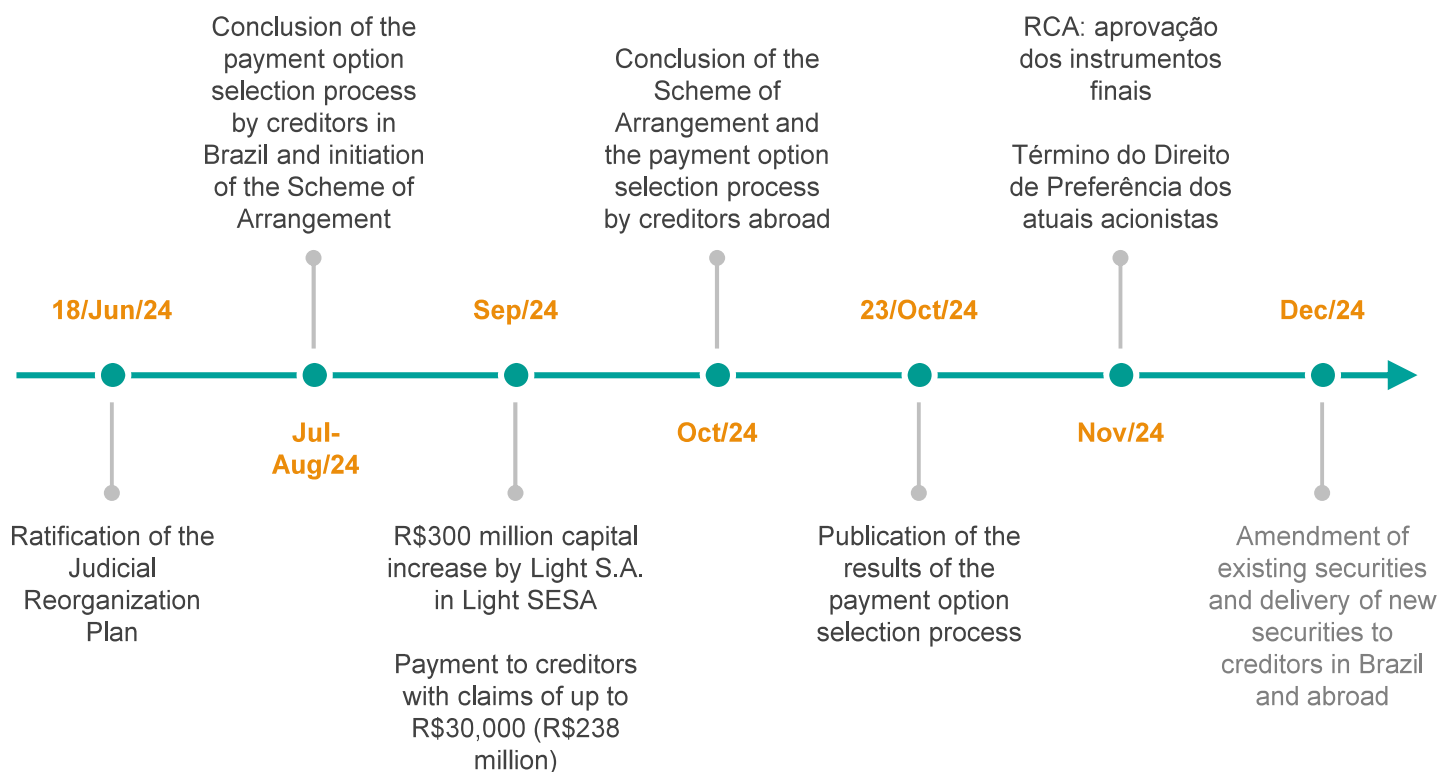 Conclusion of the
payment option
selection process
by creditors in
Brazil and initiation
of the Scheme of
Arrangement
Conclusion of the
Scheme of
Arrangement and
the payment option
selection process
by creditors abroad
RCA: aprovação
dos instrumentos
finais
Término do Direito
de Preferência dos
atuais acionistas
18/Jun/24
Sep/24
23/Oct/24
Dec/24
Jul-
Aug/24
Oct/24
Nov/24
Ratification of the
Judicial
Reorganization
Plan
R$300 million capital
increase by Light S.A.
in Light SESA
Payment to creditors
with claims of up to
R$30,000 (R$238
million)
Publication of the
results of the
payment option
selection process
Amendment of
existing securities
and delivery of new
securities to
creditors in Brazil
and abroad